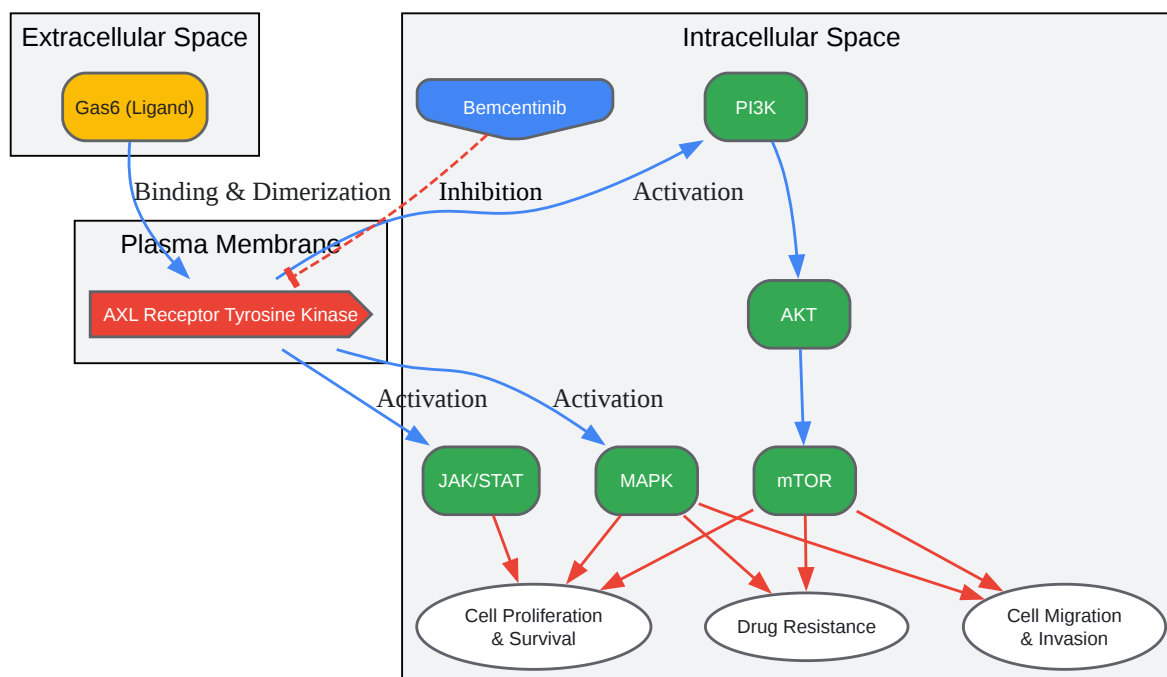 Extracellular Space
Intracellular Space
Gas6 (Ligand)
Bemcentinib
PI3K
Binding & Dimerization
Inhibition
Activation
Plasma Membrane
AXL Receptor Tyrosine Kinase
AKT
Activation
Activation
JAK/STAT
MAPK
mTOR
Cell Proliferation
& Survival
Drug Resistance
Cell Migration
& Invasion